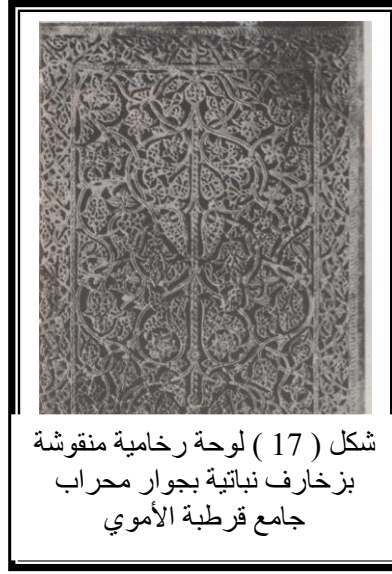 شكل ( 17 ) لوحة رخامية منقوشة
بزخارف نباتية بجوار محراب
جامع قرطبة الأموي